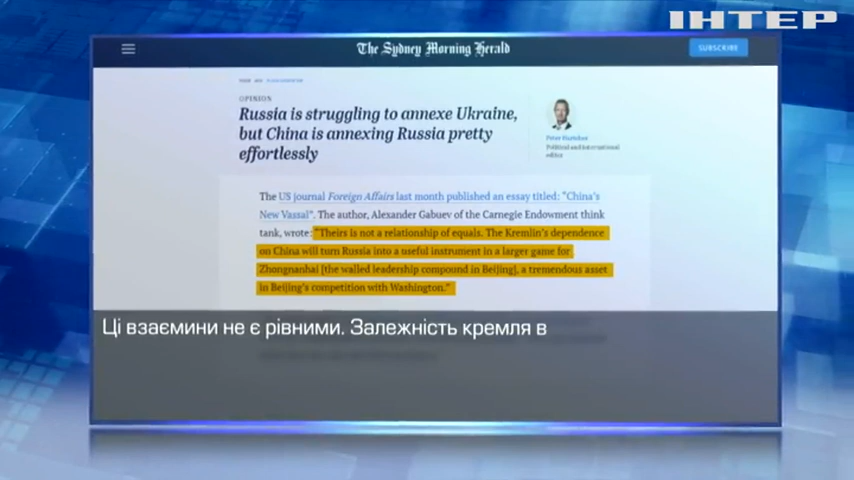 ІНТЕР
The Sydney Morning Herald
SUBSCRIBE
OPINION
Russia is struggling to annexe Ukraine,
but China is annexing Russia pretty
effortlessly
Peter Hartcher
Political and international
editor
The US journal Foreign Affairs last month published an essay titled: "China's
New Vassal". The author, Alexander Gabuev of the Carnegie Endowment think
tank, wrote: "Theirs is not a relationship of equals. The Kremlin's dependence
on China will turn Russia into a useful instrument in a larger game for
Zhongnanhai [the walled leadership compound in Beijing], a tremendous asset
in Beijing's competition with Washington."
Ці взаємини не є рівними. Залежність кремля в